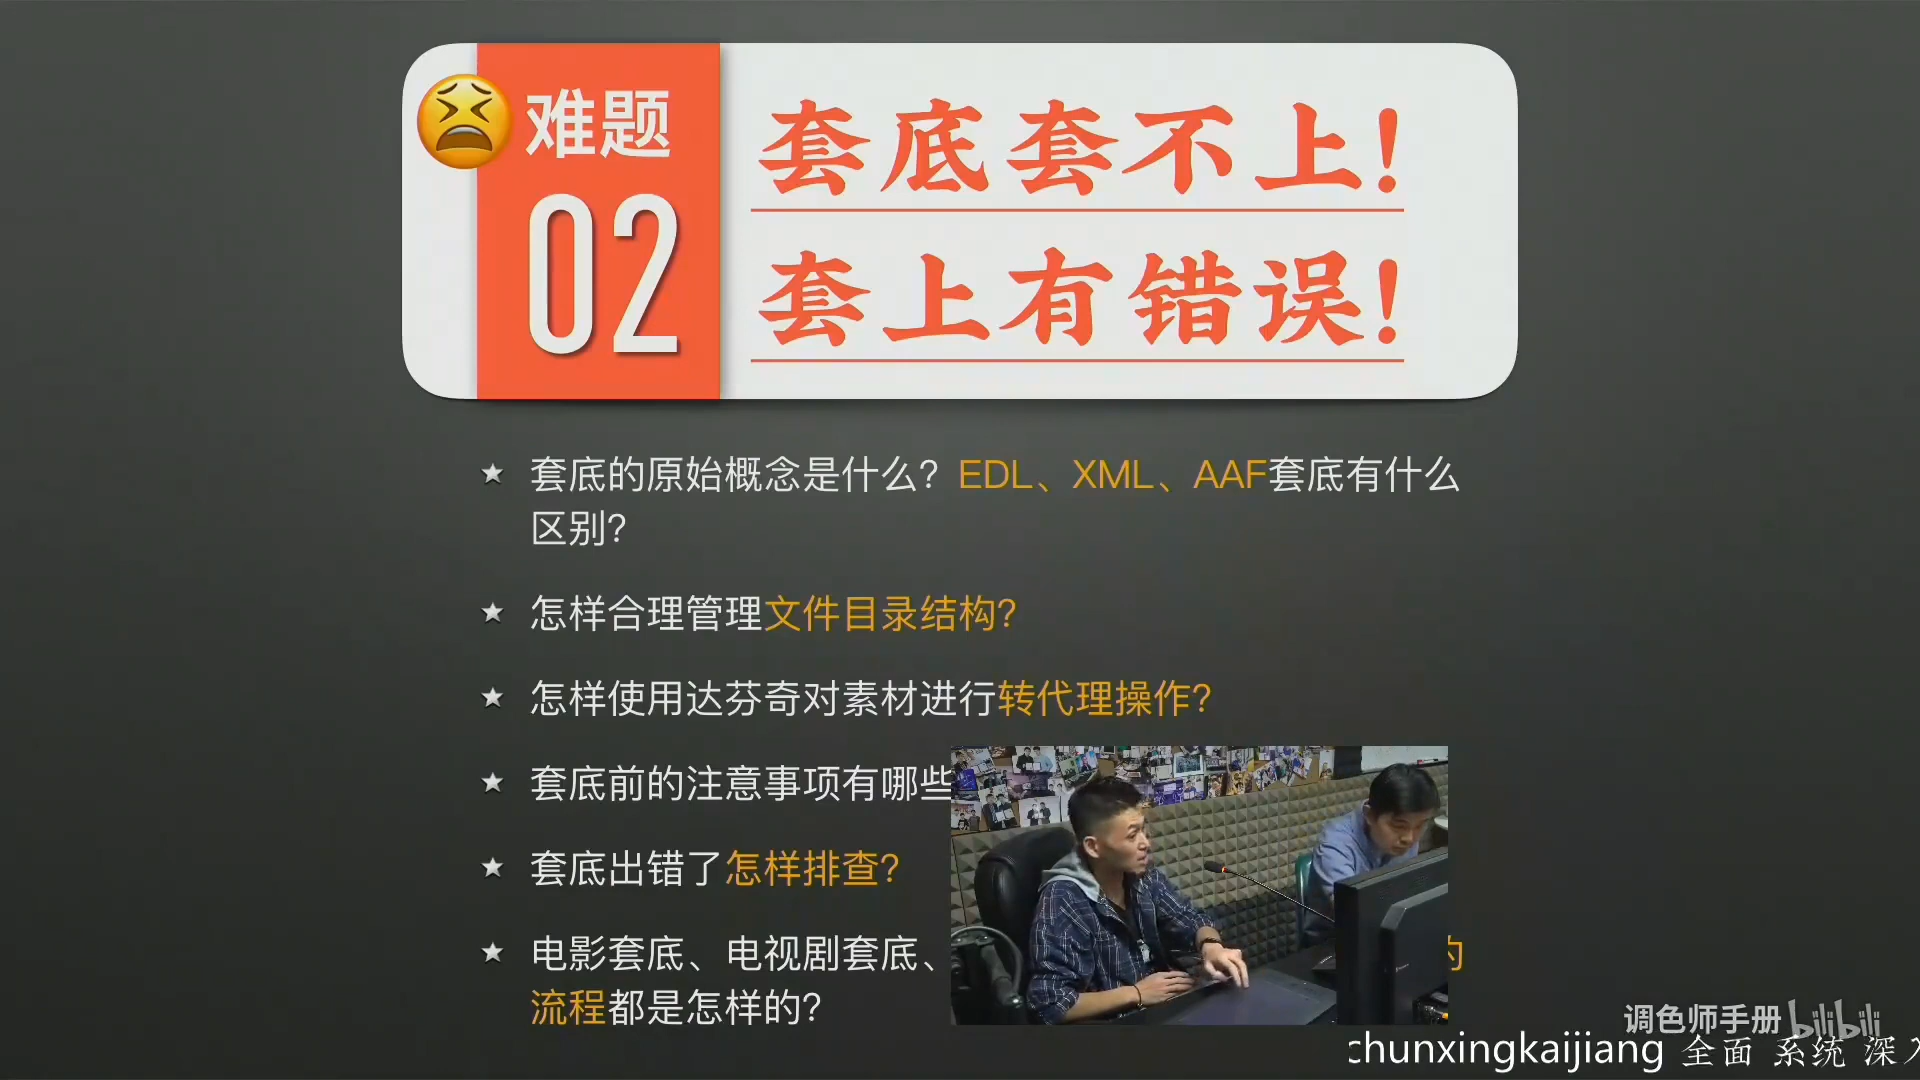 难题
02
套底套不上!
套上有错误!
★ 套底的原始概念是什么? EDL、XML、AAF套底有什么
区别?
★ 怎样合理管理文件目录结构?
★ 怎样使用达芬奇对素材进行转代理操作?
★ 套底前的注意事项有哪些
★ 套底出错了怎样排查?
★ 电影套底、电视剧套底、
流程都是怎样的?
调色师手册 bilibili
chunxingkaijiang 全面 系统 深入